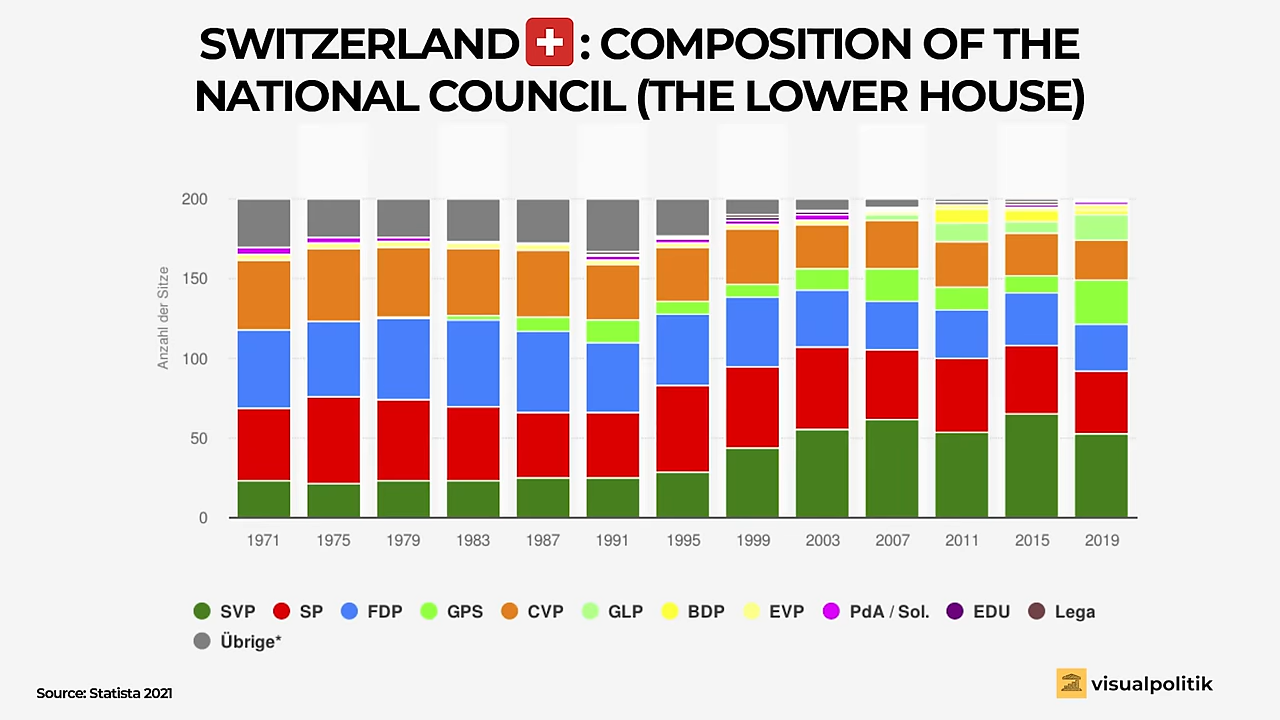 SWITZERLAND : COMPOSITION OF THE
NATIONAL COUNCIL (THE LOWER HOUSE)
Anzahl der Sitze
200
150
100
50
0
1971 1975 1979 1983 1987 1991 1995 1999 2003 2007 2011 2015 2019
SVP SP FDP GPS CVP GLP BDP EVP PdA / Sol. EDU Lega
Übrige*
Source: Statista 2021
visualpolitik